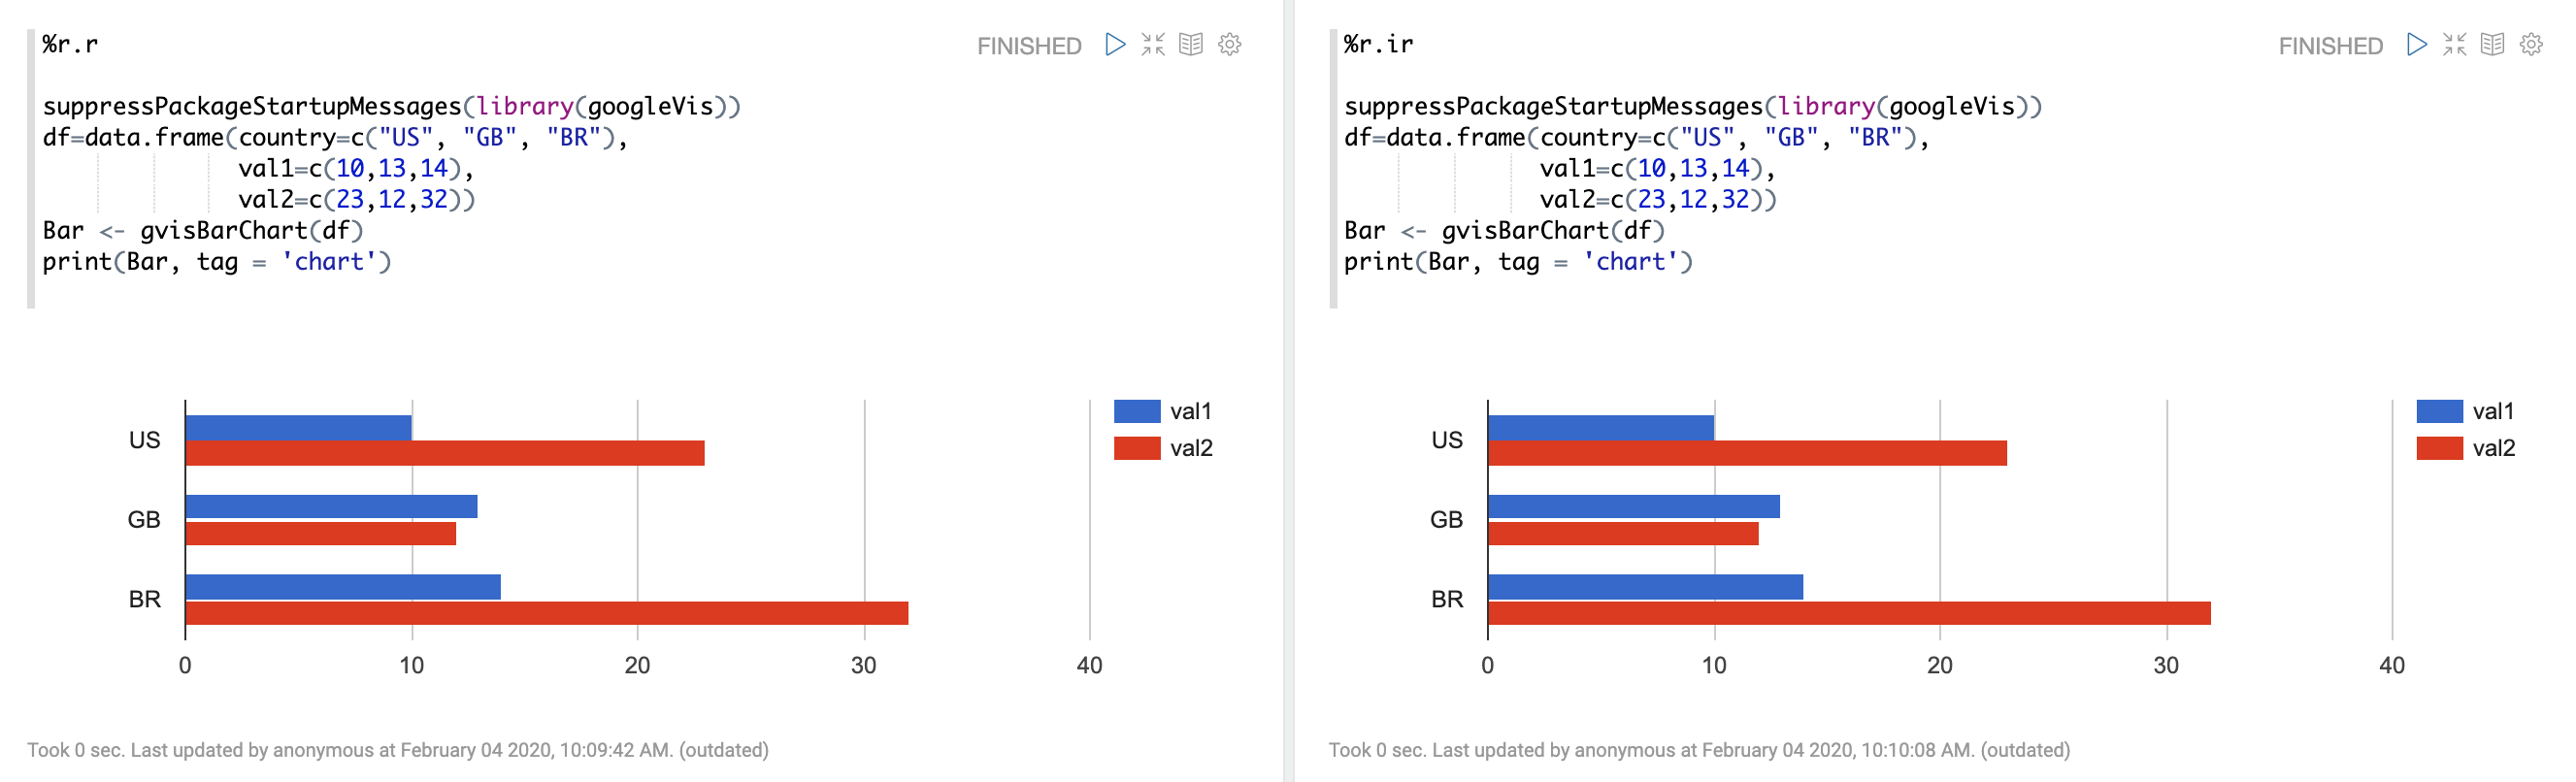 %r.r
FINISHED
suppressPackageStartupMessages(library(googleVis))
df=data.frame(country=c("US", "GB", "BR"),
val1=c(10,13,14),
val2=c(23,12,32))
Bar <- gvisBarChart(df)
print(Bar, tag = 'chart')
val1
val2
US
GB
BR
0 10 20 30 40
Took 0 sec. Last updated by anonymous at February 04 2020, 10:09:42 AM. (outdated)
%r.ir
FINISHED
suppressPackageStartupMessages(library(googleVis))
df=data.frame(country=c("US", "GB", "BR"),
val1=c(10,13,14),
val2=c(23,12,32))
Bar <- gvisBarChart(df)
print(Bar, tag = 'chart')
val1
val2
US
GB
BR
0 10 20 30 40
Took 0 sec. Last updated by anonymous at February 04 2020, 10:10:08 AM. (outdated)